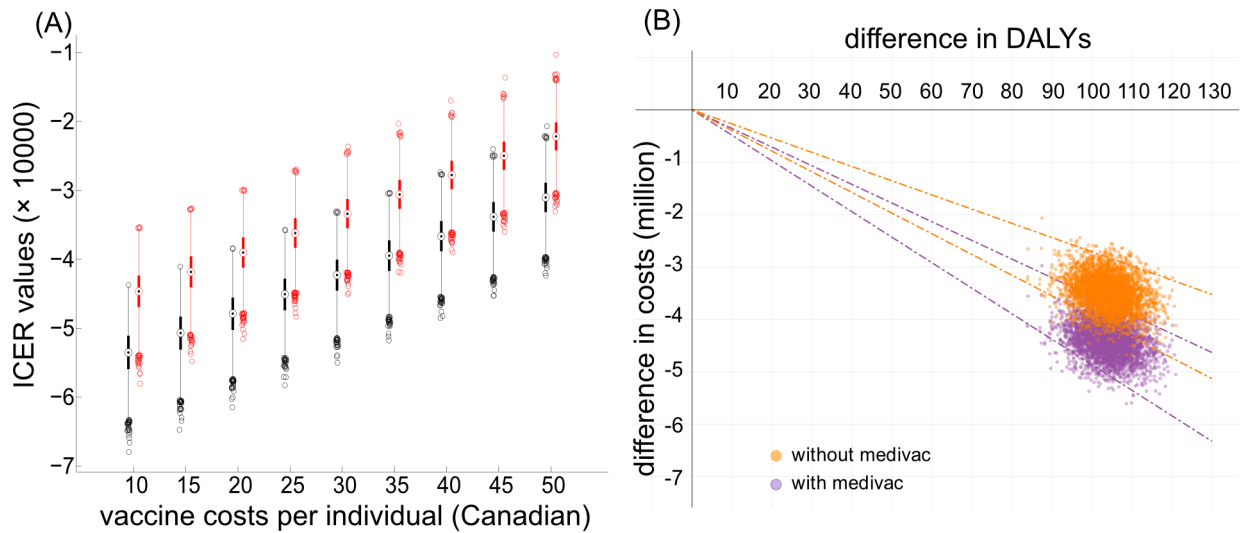 (A)
ICER values (× 10000)
−1
−2
−3
−4
−5
−6
−7
10 15 20 25 30 35 40 45 50
vaccine costs per individual (Canadian)
(B)
difference in DALYs
10 20 30 40 50 60 70 80 90 100 110 120 130
difference in costs (million)
-1
-2
-3
-4
-5
-6
-7
without medivac
with medivac